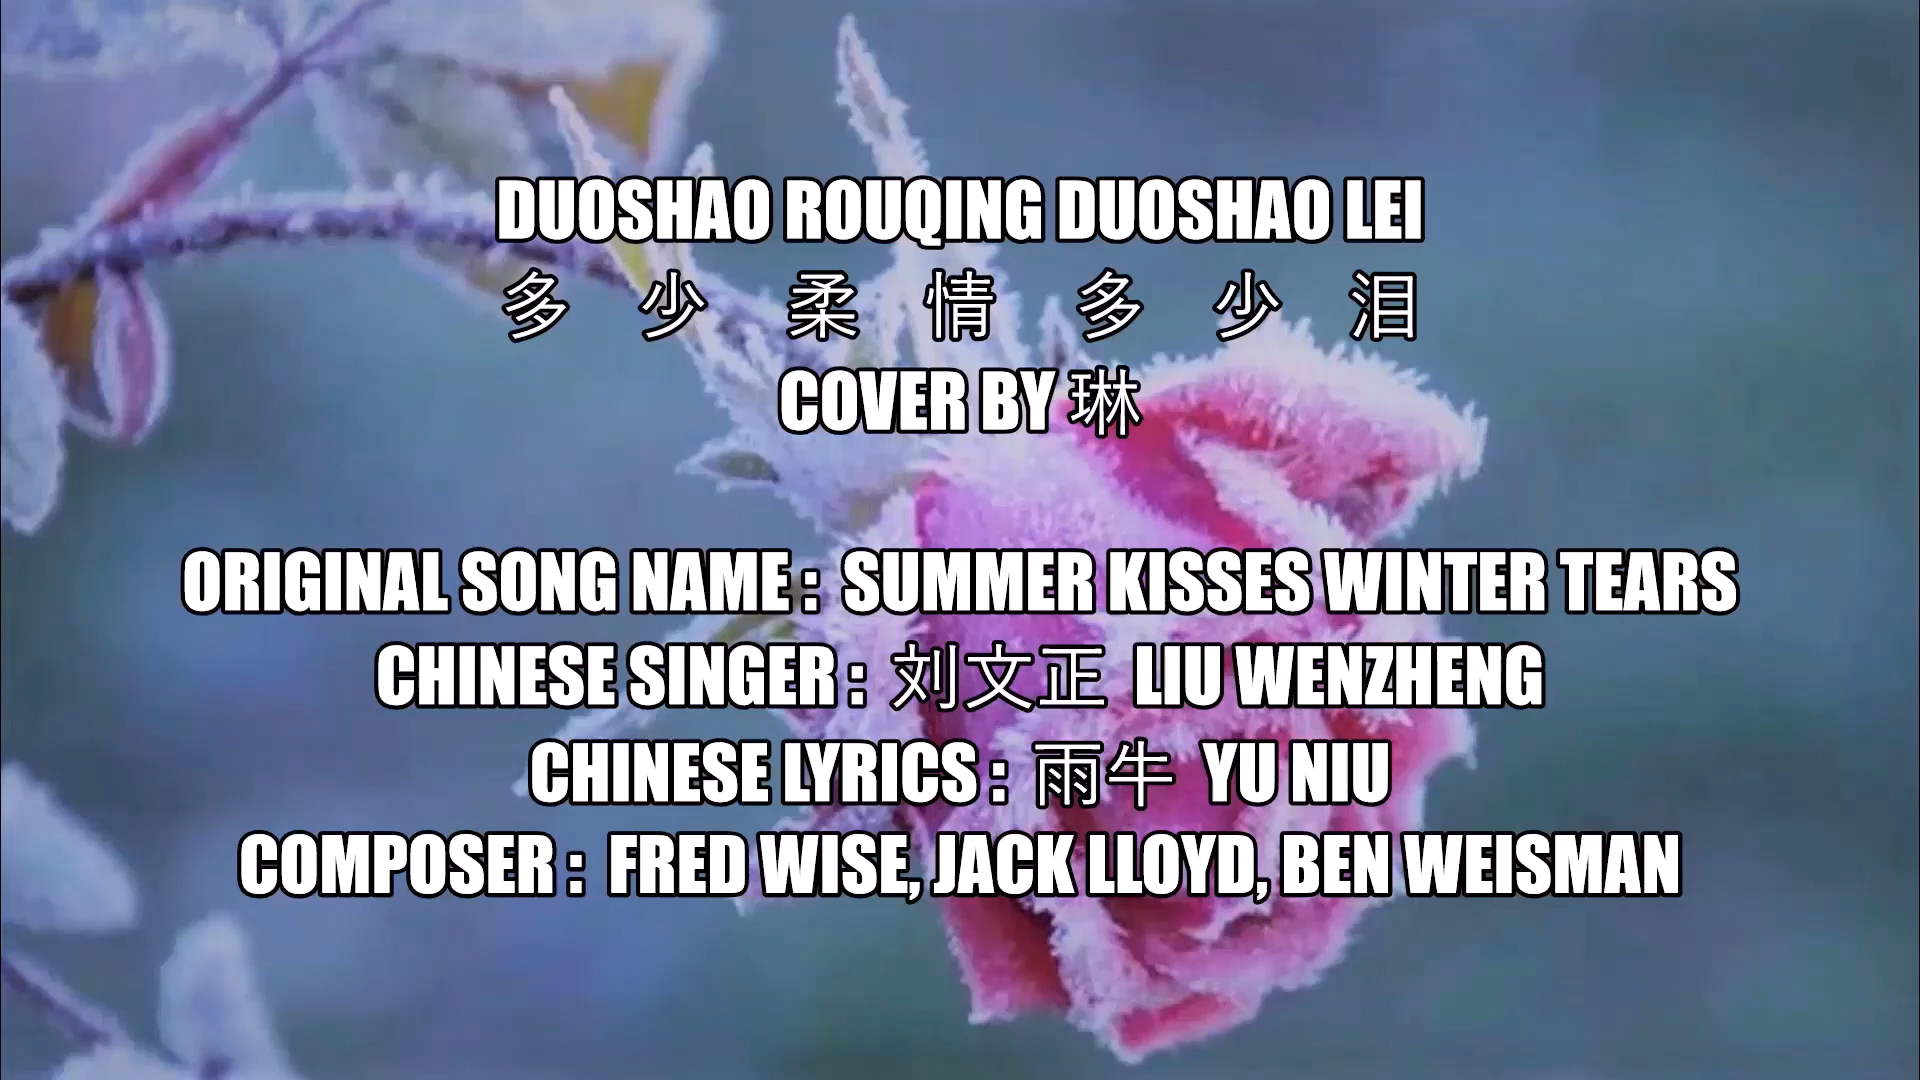 DUOSHAO ROUQING DUOSHAO LEI
多 少 柔 情 多 少 泪
COVER BY 琳
ORIGINAL SONG NAME : SUMMER KISSES WINTER TEARS
CHINESE SINGER : 刘文正 LIU WENZHENG
CHINESE LYRICS : 雨牛 YU NIU
COMPOSER : FRED WISE, JACK LLOYD, BEN WEISMAN